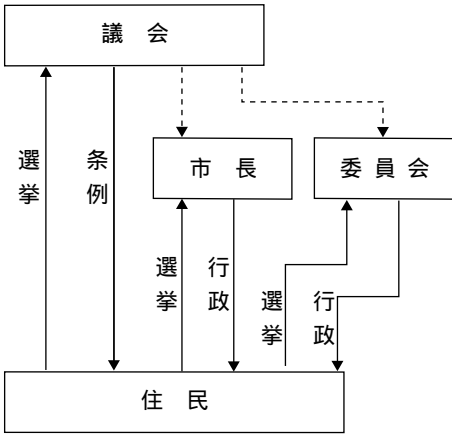 議 会
選挙
条例
市 長
委 員 会
選挙
行政
選挙
行政
住 民